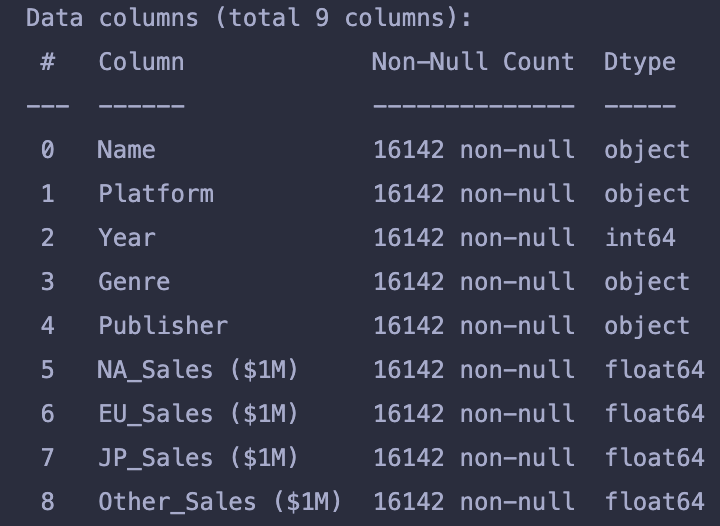 Data columns (total 9 columns):
#   Column              Non-Null Count  Dtype
---  ------              --------------  -----
0   Name                16142 non-null  object
1   Platform            16142 non-null  object
2   Year                16142 non-null  int64
3   Genre               16142 non-null  object
4   Publisher           16142 non-null  object
5   NA_Sales ($1M)      16142 non-null  float64
6   EU_Sales ($1M)      16142 non-null  float64
7   JP_Sales ($1M)      16142 non-null  float64
8   Other_Sales ($1M)   16142 non-null  float64